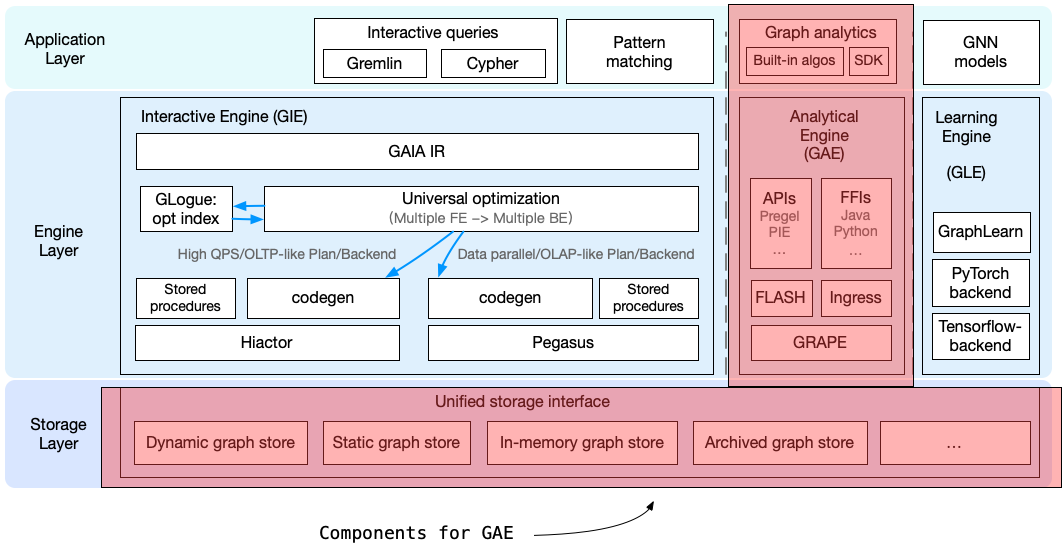 Application
Layer
Interactive queries
Gremlin
Cypher
Pattern
matching
Graph analytics
Built-in algos
SDK
GNN
models
Engine
Layer
Interactive Engine (GIE)
GAIA IR
GLogue:
opt index
Universal optimization
(Multiple FE –> Multiple BE)
High QPS/OLTP-like Plan/Backend
Data parallel/OLAP-like Plan/Backend
Stored
procedures
codegen
codegen
Stored
procedures
Hiactor
Pegasus
Analytical
Engine
(GAE)
APIs
Pregel
PIE
...
FFIs
Java
Python
...
FLASH
Ingress
GRAPE
Learning
Engine
(GLE)
GraphLearn
PyTorch
backend
Tensorflow-
backend
Storage
Layer
Unified storage interface
Dynamic graph store
Static graph store
In-memory graph store
Archived graph store
...
Components for GAE